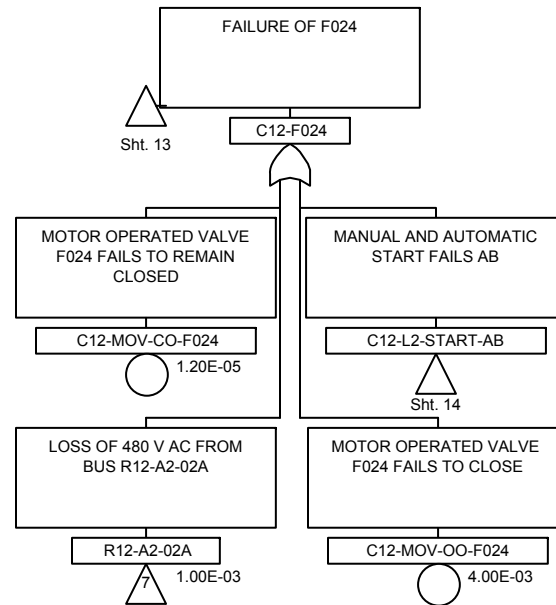 FAILURE OF F024
Sht. 13
C12-F024
MOTOR OPERATED VALVE
F024 FAILS TO REMAIN
CLOSED
C12-MOV-CO-F024
1.20E-05
MANUAL AND AUTOMATIC
START FAILS AB
C12-L2-START-AB
Sht. 14
LOSS OF 480 V AC FROM
BUS R12-A2-02A
R12-A2-02A
7
1.00E-03
MOTOR OPERATED VALVE
F024 FAILS TO CLOSE
C12-MOV-OO-F024
4.00E-03